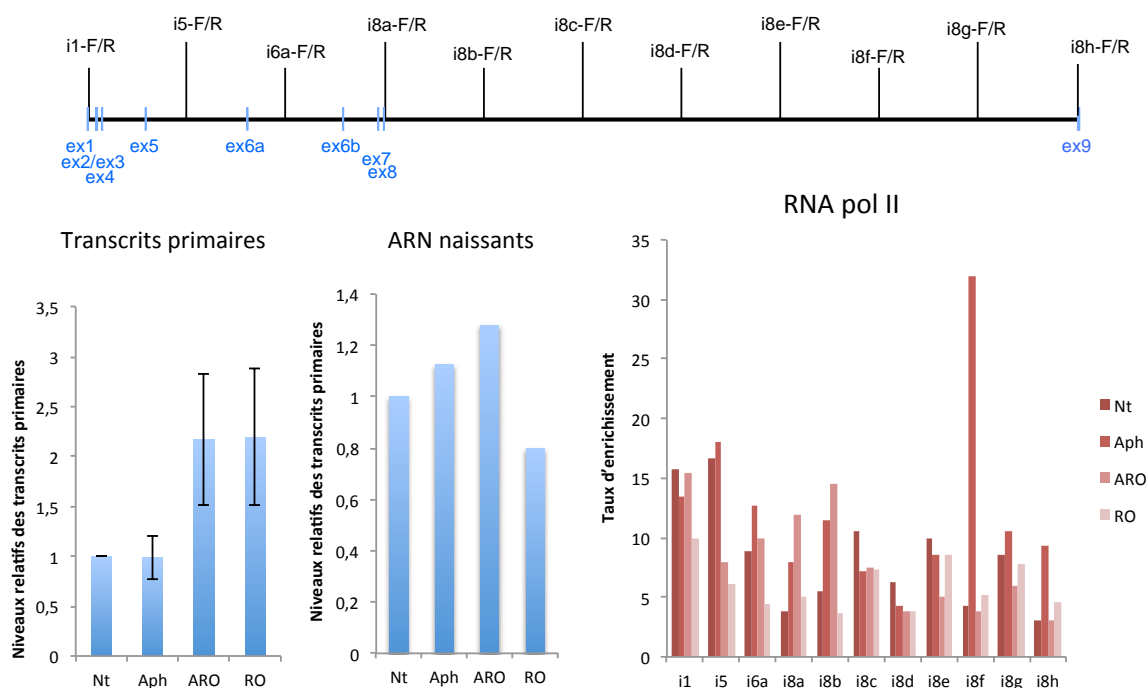 i1-F/R
i5-F/R
i6a-F/R
i8a-F/R
i8b-F/R
i8c-F/R
i8d-F/R
i8e-F/R
i8f-F/R
i8g-F/R
i8h-F/R
ex1
ex2/ex3
ex4
ex5
ex6a
ex6b
ex7
ex8
ex9
Transcrits primaires
Niveaux relatifs des transcrits primaires
3,5
3
2,5
2
1,5
1
0,5
0
Nt Aph ARO RO
ARN naissants
Niveaux relatifs des transcrits primaires
1,4
1,2
1
0,8
0,6
0,4
0,2
0
Nt Aph ARO RO
RNA pol II
Taux d'enrichissement
35
30
25
20
15
10
5
0
i1 i5 i6a i8a i8b i8c i8d i8e i8f i8g i8h
Nt
Aph
ARO
RO